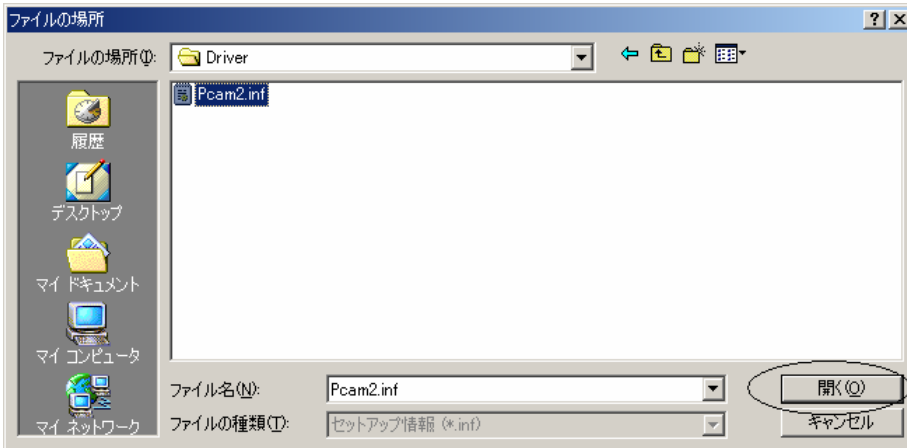 ファイルの場所
ファイルの場所(I):
Driver
Pcam2.inf
履歴
デスクトップ
マイ ドキュメント
マイ コンピュータ
マイ ネットワーク
ファイル名(N):
Pcam2.inf
開く(O)
ファイルの種類(T):
セットアップ情報 (*.inf)
キャンセル